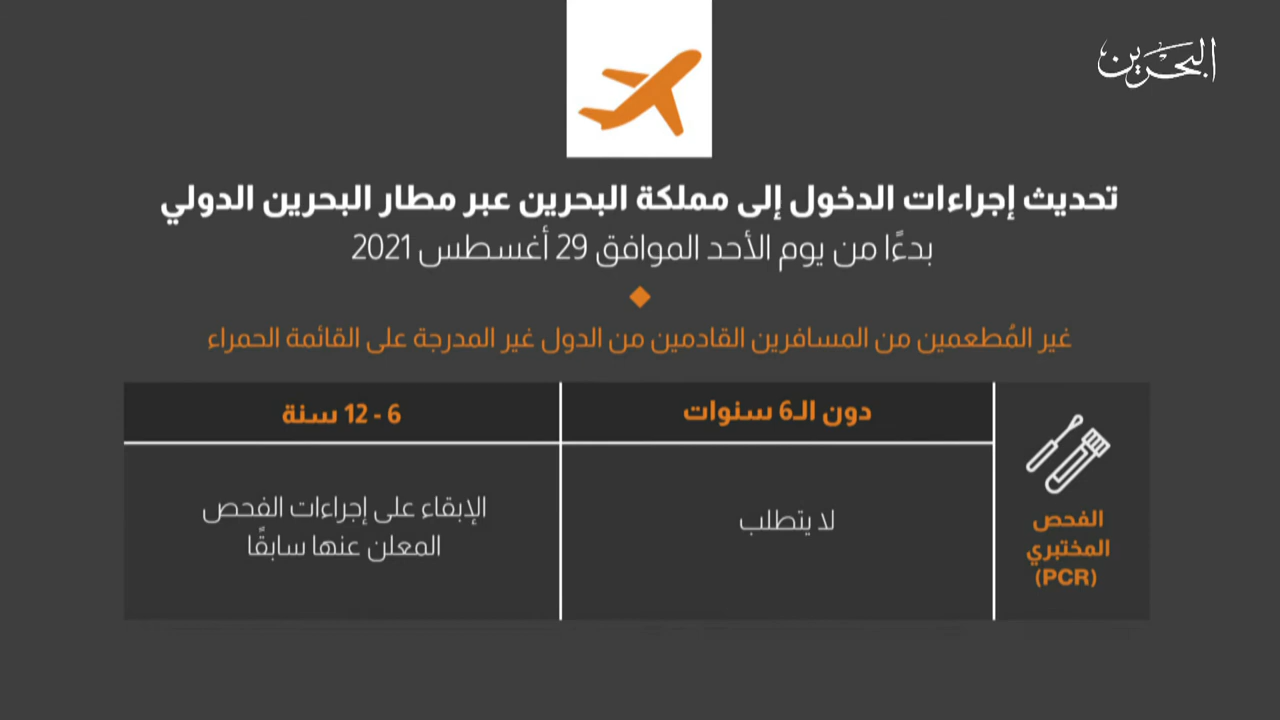 البحرين
تحديث إجراءات الدخول إلى مملكة البحرين عبر مطار البحرين الدولي
بدءًا من يوم الأحد الموافق 29 أغسطس 2021
غير المُطعمين من المسافرين القادمين من الدول غير المدرجة على القائمة الحمراء
الفحص
المختبري
(PCR)
دون الـ6 سنوات
لا يتطلب
6 - 12 سنة
الإبقاء على إجراءات الفحص
المعلن عنها سابقًا